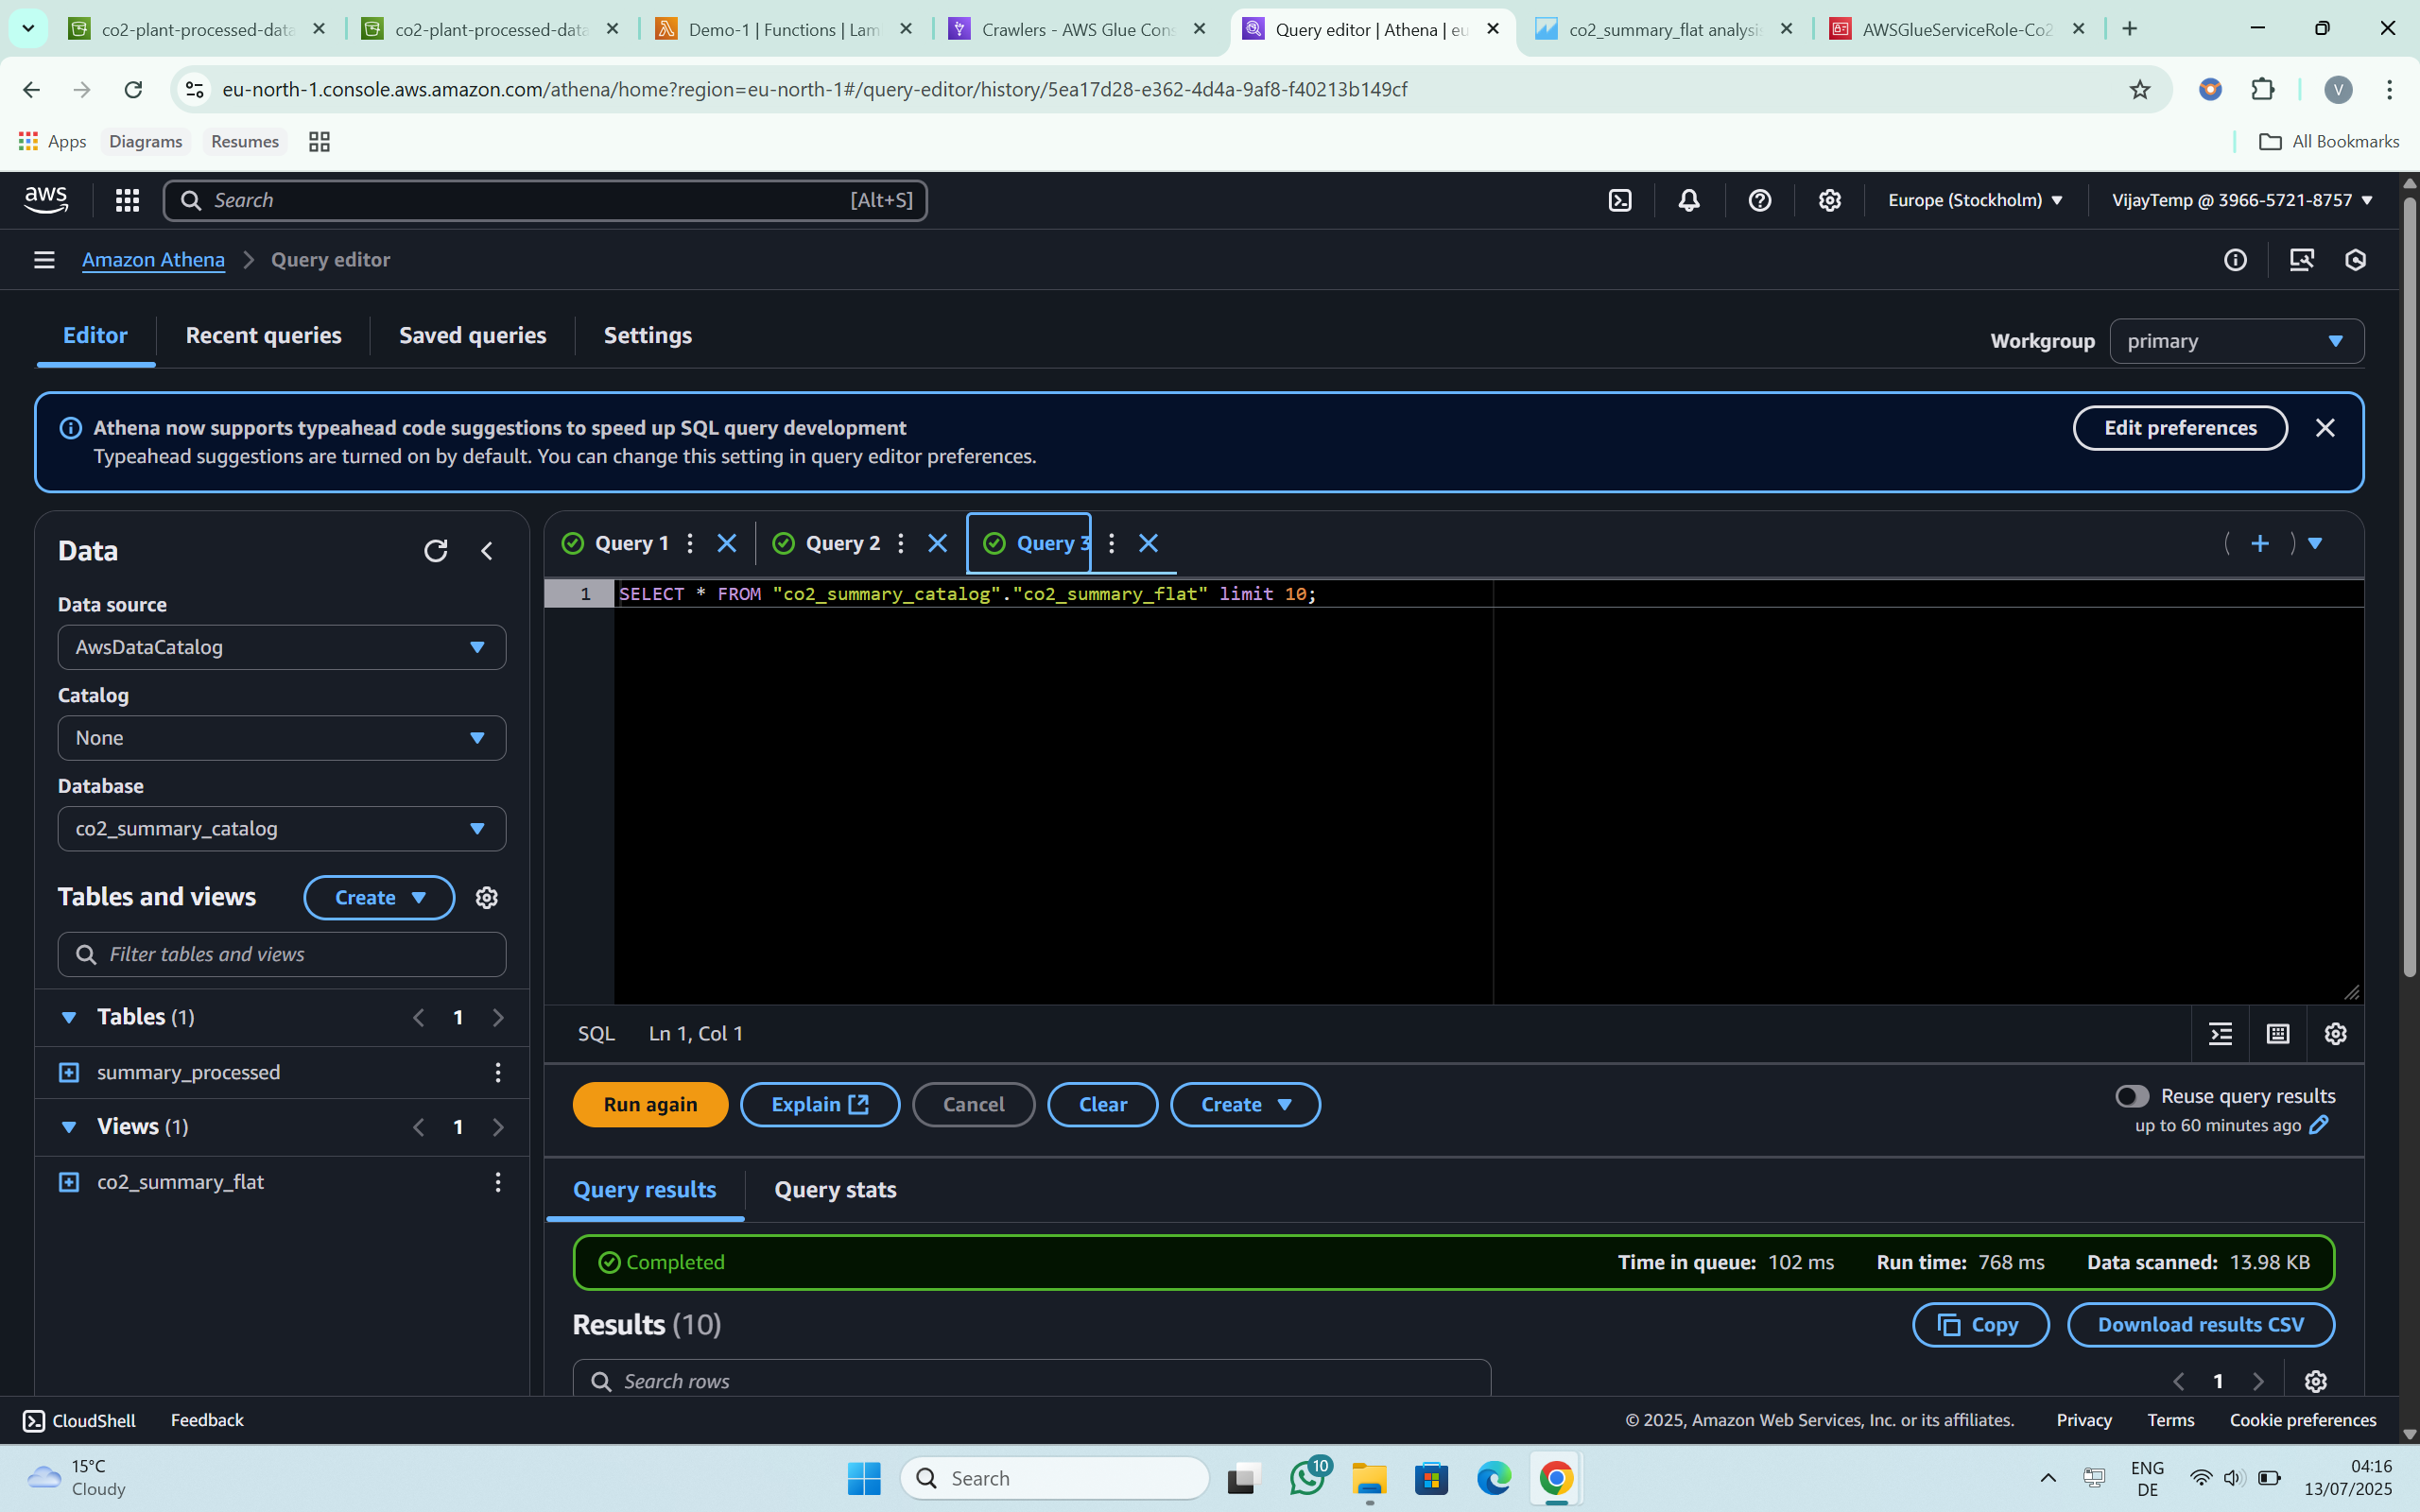 co2-plant-processed-data
co2-plant-processed-data
Demo-1 | Functions | Lam
Crawlers - AWS Glue Cons
Query editor | Athena | eu
co2_summary_flat analysis
AWSGlueServiceRole-Co2
eu-north-1.console.aws.amazon.com/athena/home?region=eu-north-1#/query-editor/history/5ea17d28-e362-4d4a-9af8-f40213b149cf
V
Apps
Diagrams
Resumes
All Bookmarks
aws
Search
[Alt+S]
Europe (Stockholm)
VijayTemp @ 3966-5721-8757
Amazon Athena
Query editor
Editor
Recent queries
Saved queries
Settings
Workgroup
primary
Athena now supports typeahead code suggestions to speed up SQL query development
Typeahead suggestions are turned on by default. You can change this setting in query editor preferences.
Edit preferences
Data
Data source
AwsDataCatalog
Catalog
None
Database
co2_summary_catalog
Tables and views
Create
Filter tables and views
Tables (1)
1
summary_processed
Views (1)
1
co2_summary_flat
Query 1
Query 2
Query 3
1
SELECT * FROM "co2_summary_catalog"."co2_summary_flat" limit 10;
SQL
Ln 1, Col 1
Run again
Explain
Cancel
Clear
Create
Reuse query results
up to 60 minutes ago
Query results
Query stats
Completed
Time in queue: 102 ms
Run time: 768 ms
Data scanned: 13.98 KB
Results (10)
Copy
Download results CSV
Search rows
1
CloudShell
Feedback
© 2025, Amazon Web Services, Inc. or its affiliates.
Privacy
Terms
Cookie preferences
15°C
Cloudy
Search
10
ENG
DE
04:16
13/07/2025